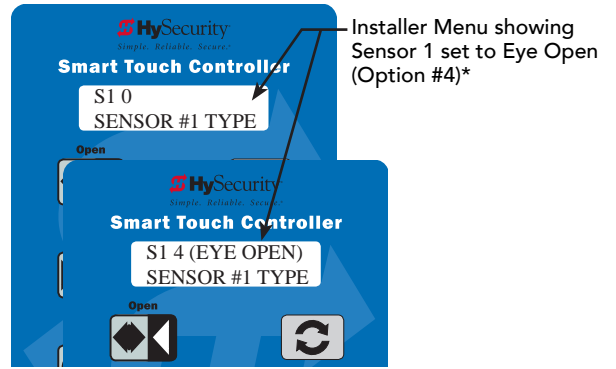 HySecurity
Simple. Reliable. Secure.
Smart Touch Controller
S1 0
SENSOR #1 TYPE
Open
HySecurity
Simple. Reliable. Secure.
Smart Touch Controller
S1 4 (EYE OPEN)
SENSOR #1 TYPE
Open
Installer Menu showing
Sensor 1 set to Eye Open
(Option #4)*